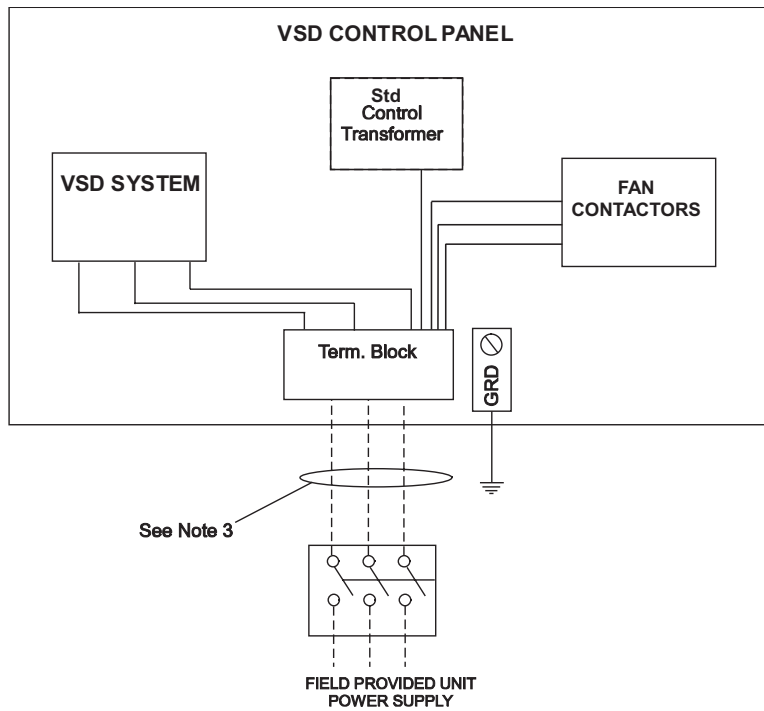 VSD CONTROL PANEL
Std
Control
Transformer
VSD SYSTEM
FAN
CONTACTORS
Term. Block
GRD
See Note 3
FIELD PROVIDED UNIT
POWER SUPPLY